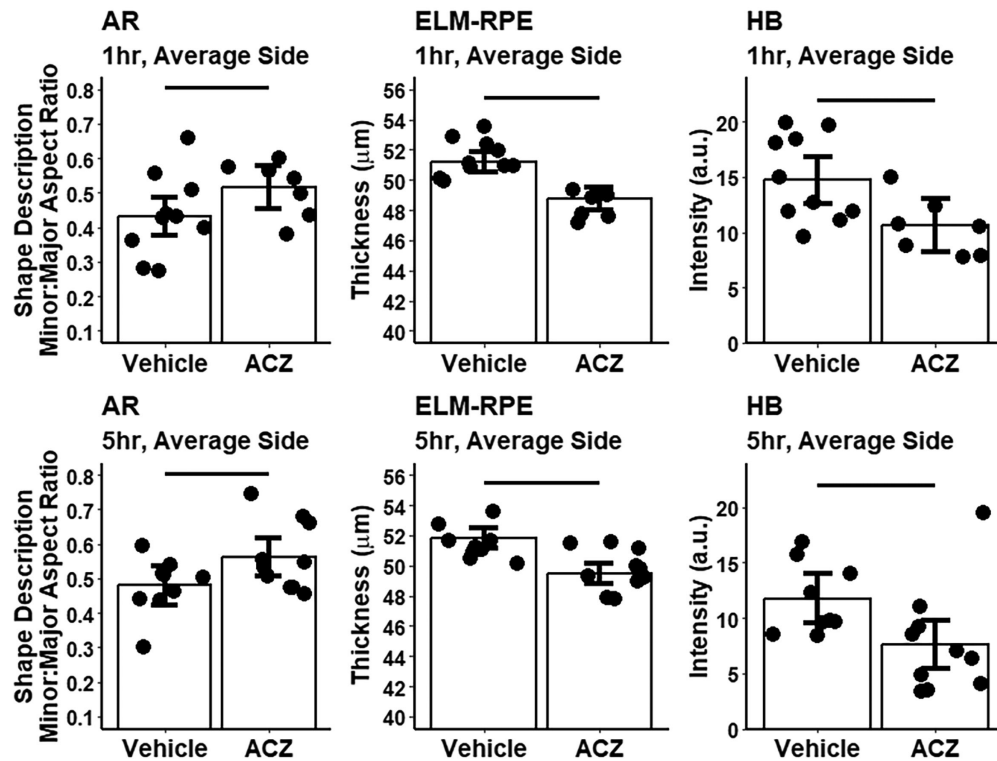 AR
1hr, Average Side
Shape Description
Minor:Major Aspect Ratio
0.8
0.7
0.6
0.5
0.4
0.3
0.2
0.1
Vehicle
ACZ
ELM-RPE
1hr, Average Side
Thickness (μm)
56
54
52
50
48
46
44
42
40
Vehicle
ACZ
HB
1hr, Average Side
Intensity (a.u.)
20
15
10
5
0
Vehicle
ACZ
AR
5hr, Average Side
Shape Description
Minor:Major Aspect Ratio
0.8
0.7
0.6
0.5
0.4
0.3
0.2
0.1
Vehicle
ACZ
ELM-RPE
5hr, Average Side
Thickness (μm)
56
54
52
50
48
46
44
42
40
Vehicle
ACZ
HB
5hr, Average Side
Intensity (a.u.)
20
15
10
5
0
Vehicle
ACZ